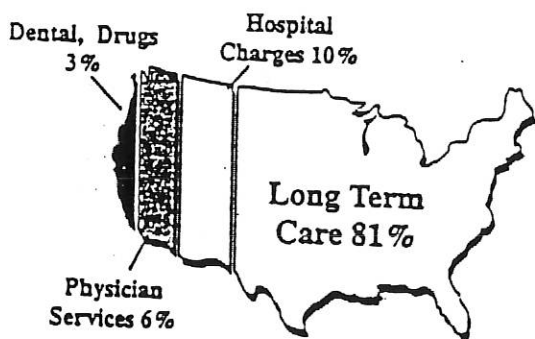 Dental, Drugs
3%
Hospital
Charges 10%
Long Term
Care 81%
Physician
Services 6%